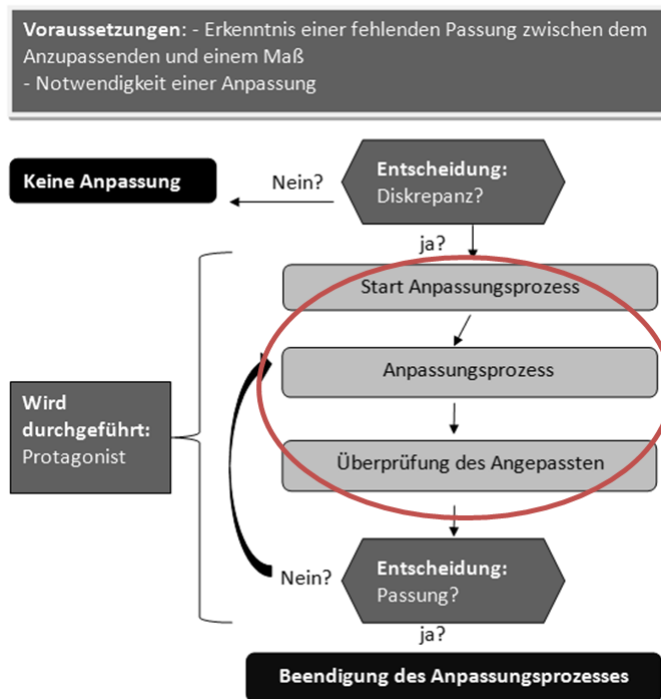 Voraussetzungen: - Erkenntnis einer fehlenden Passung zwischen dem
Anzupassenden und einem Maß
- Notwendigkeit einer Anpassung
Keine Anpassung
Nein?
Entscheidung:
Diskrepanz?
ja?
Start Anpassungsprozess
Anpassungsprozess
Wird
durchgeführt:
Protagonist
Überprüfung des Angepassten
Nein?
Entscheidung:
Passung?
ja?
Beendigung des Anpassungsprozesses